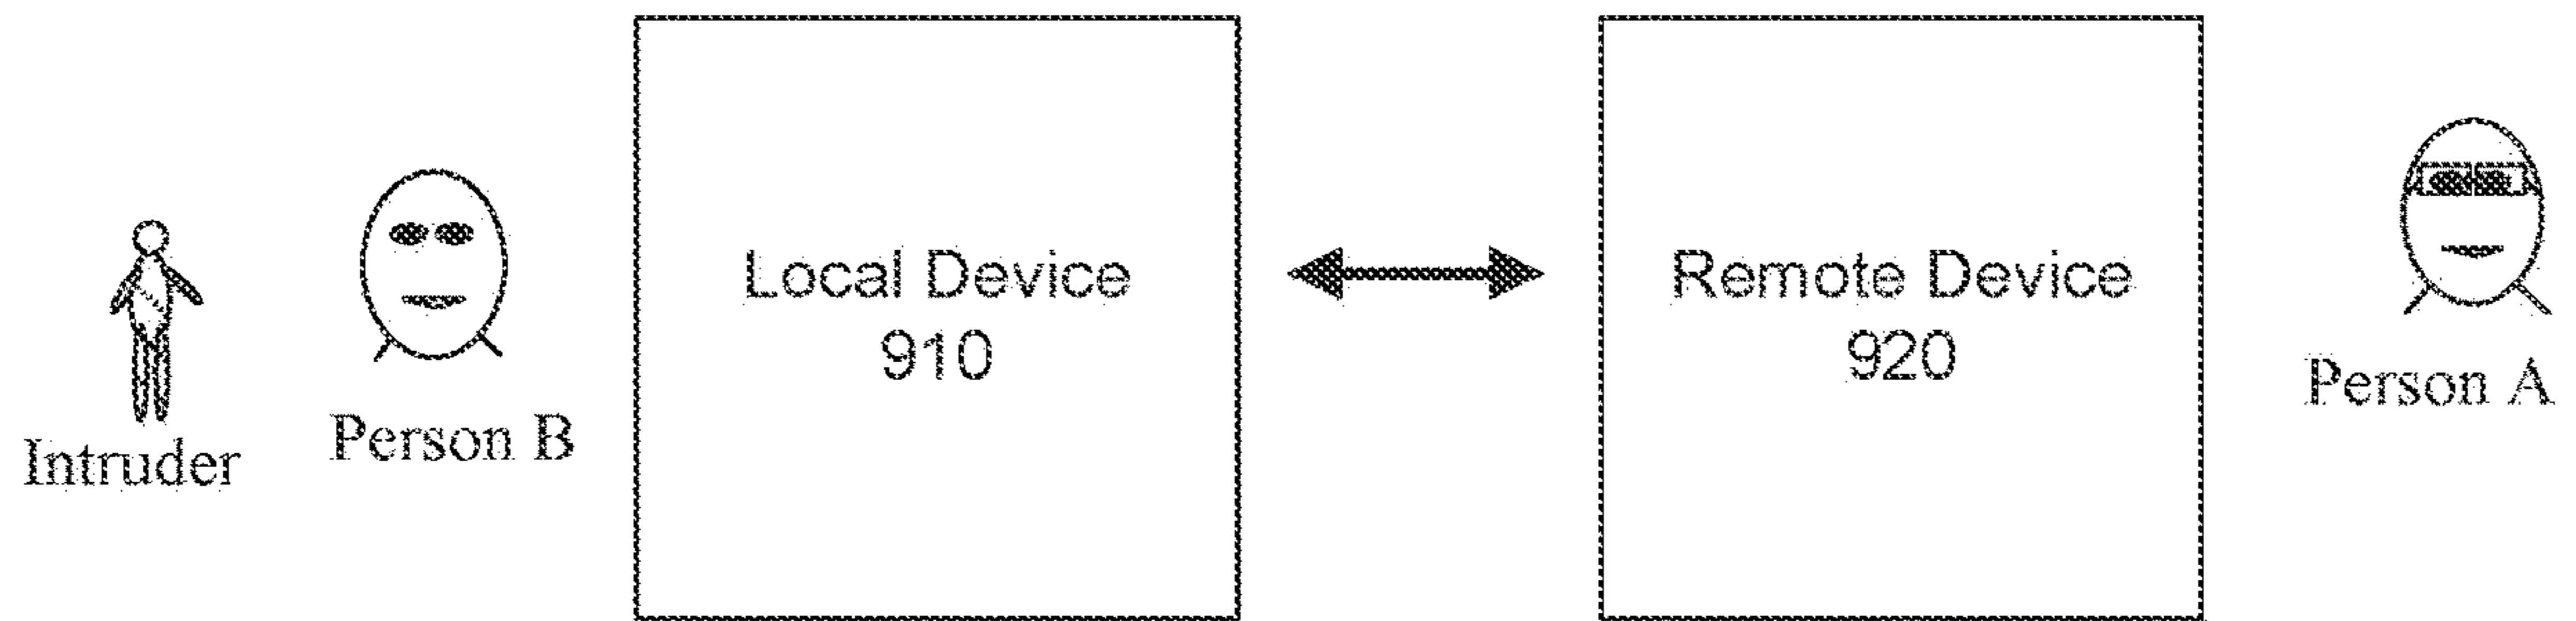 Intruder
Person B
Local Device
910
Remote Device
920
Person A